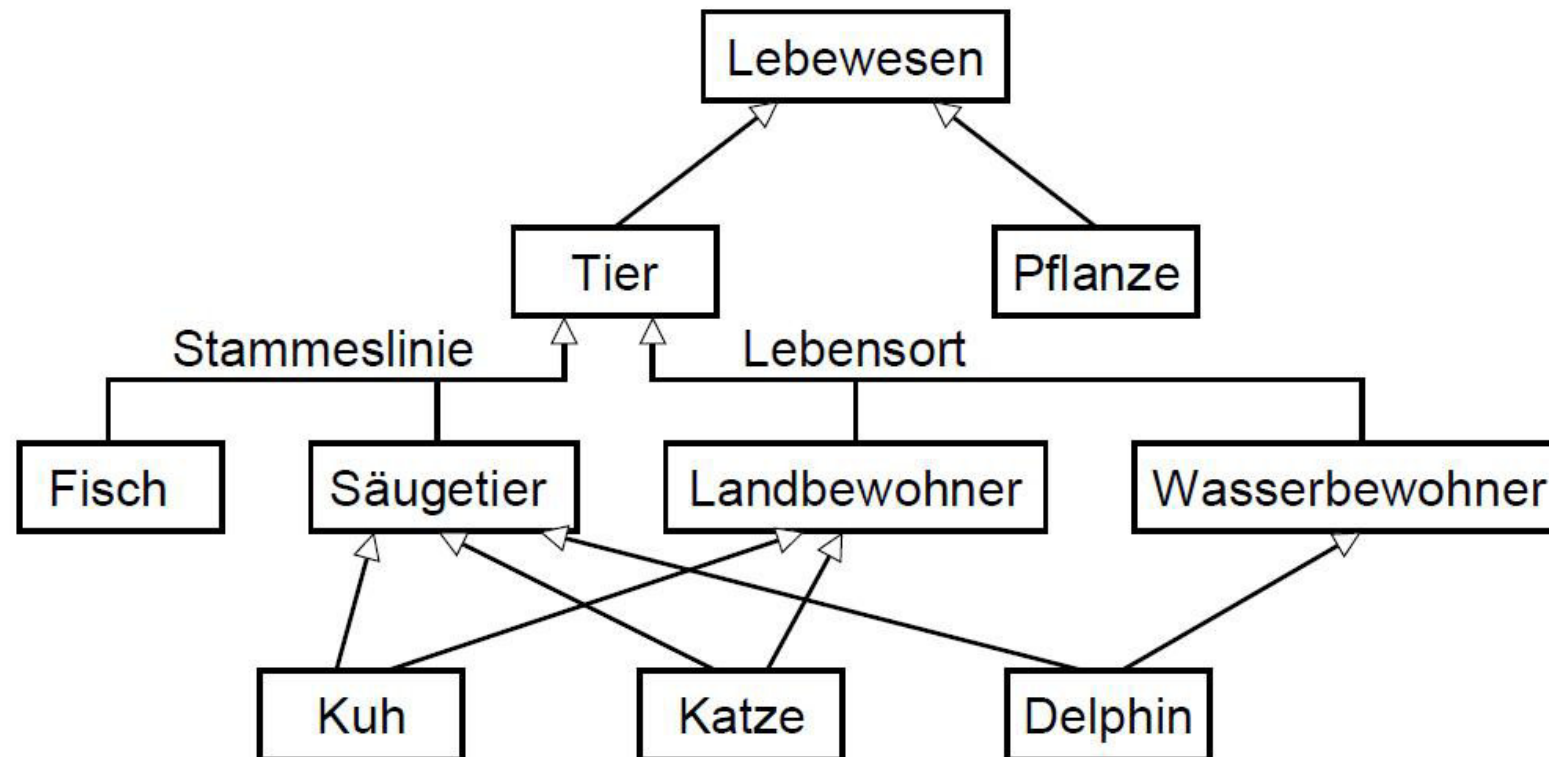 Lebewesen
Tier
Pflanze
Stammeslinie
Lebensort
Fisch
Säugetier
Landbewohner
Wasserbewohner
Kuh
Katze
Delphin